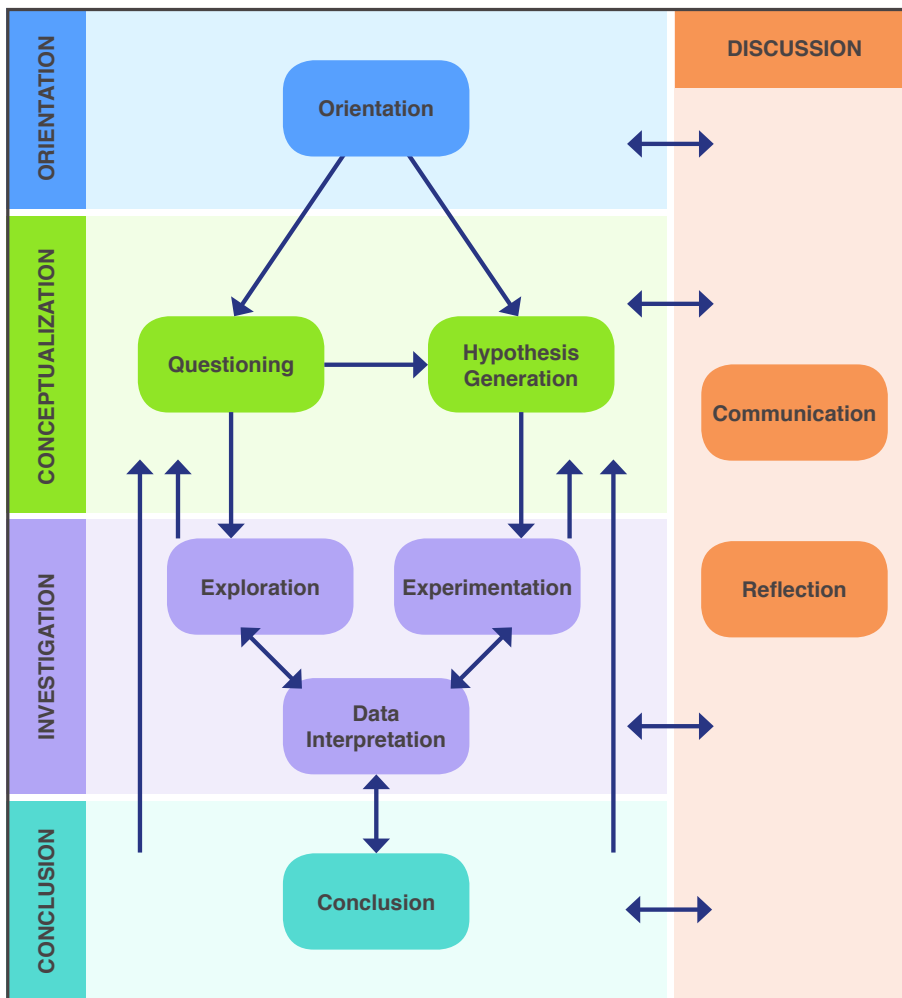 ORIENTATION
Orientation
CONCEPTUALIZATION
Questioning
Hypothesis
Generation
INVESTIGATION
Exploration
Experimentation
Data
Interpretation
CONCLUSION
Conclusion
DISCUSSION
Communication
Reflection